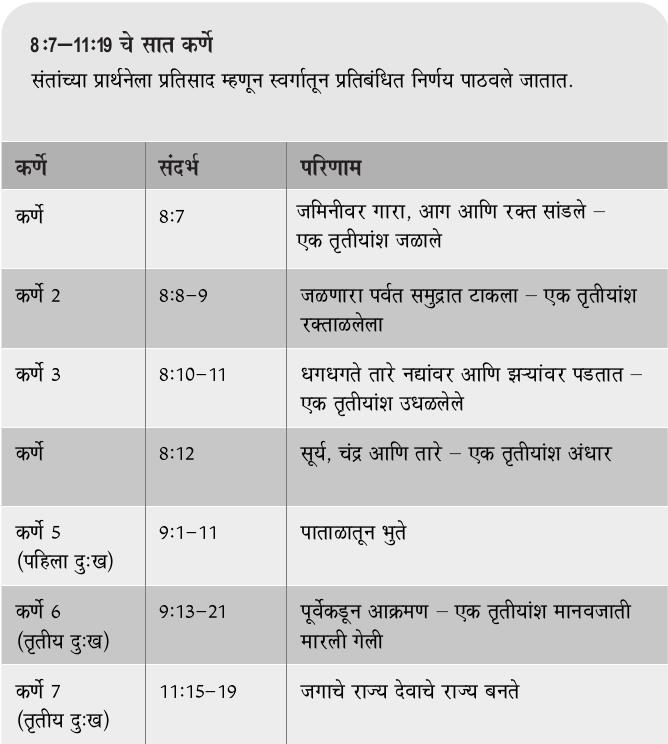 8:7–11:19 चे सात कर्णे
संतांच्या प्रार्थनेला प्रतिसाद म्हणून स्वर्गातून प्रतिबंधित निर्णय पाठवले जातात.
कर्णे संदर्भ परिणाम
कर्णे 8:7 जमिनीवर गारा, आग आणि रक्त सांडले –
एक तृतीयांश जळाले
कर्णे 2 8:8–9 जळणारा पर्वत समुद्रात टाकला – एक तृतीयांश
रक्ताळलेला
कर्णे 3 8:10–11 धगधगते तारे नद्यांवर आणि झऱ्यांवर पडतात –
एक तृतीयांश उधळलेले
कर्णे 8:12 सूर्य, चंद्र आणि तारे – एक तृतीयांश अंधार
कर्णे 5 9:1–11 पाताळातून भुते
(पहिला दुःख)
कर्णे 6 9:13–21 पूर्वेकडून आक्रमण – एक तृतीयांश मानवजाती
(तृतीय दुःख) मारली गेली
कर्णे 7 11:15–19 जगाचे राज्य देवाचे राज्य बनते
(तृतीय दुःख)